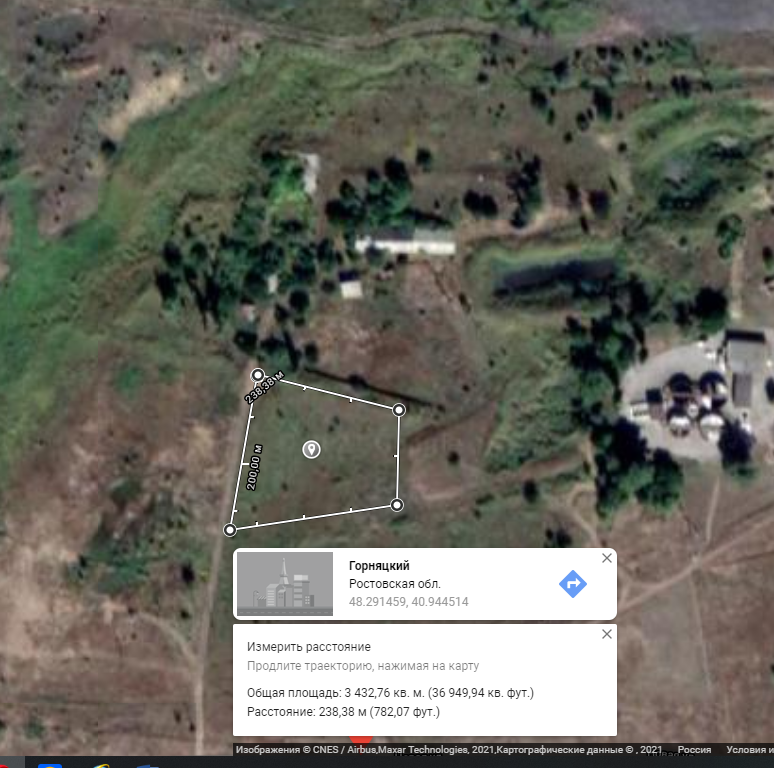 238,38 м
200,00 м
Горняцкий
Ростовская обл.
48.291459, 40.944514
Измерить расстояние
Продлите траекторию, нажимая на карту
Общая площадь: 3 432,76 кв. м. (36 949,94 кв. фут.)
Расстояние: 238,38 м (782,07 фут.)
Изображения © CNES / Airbus,Maxar Technologies, 2021,Картографические данные © , 2021 Россия Условия и